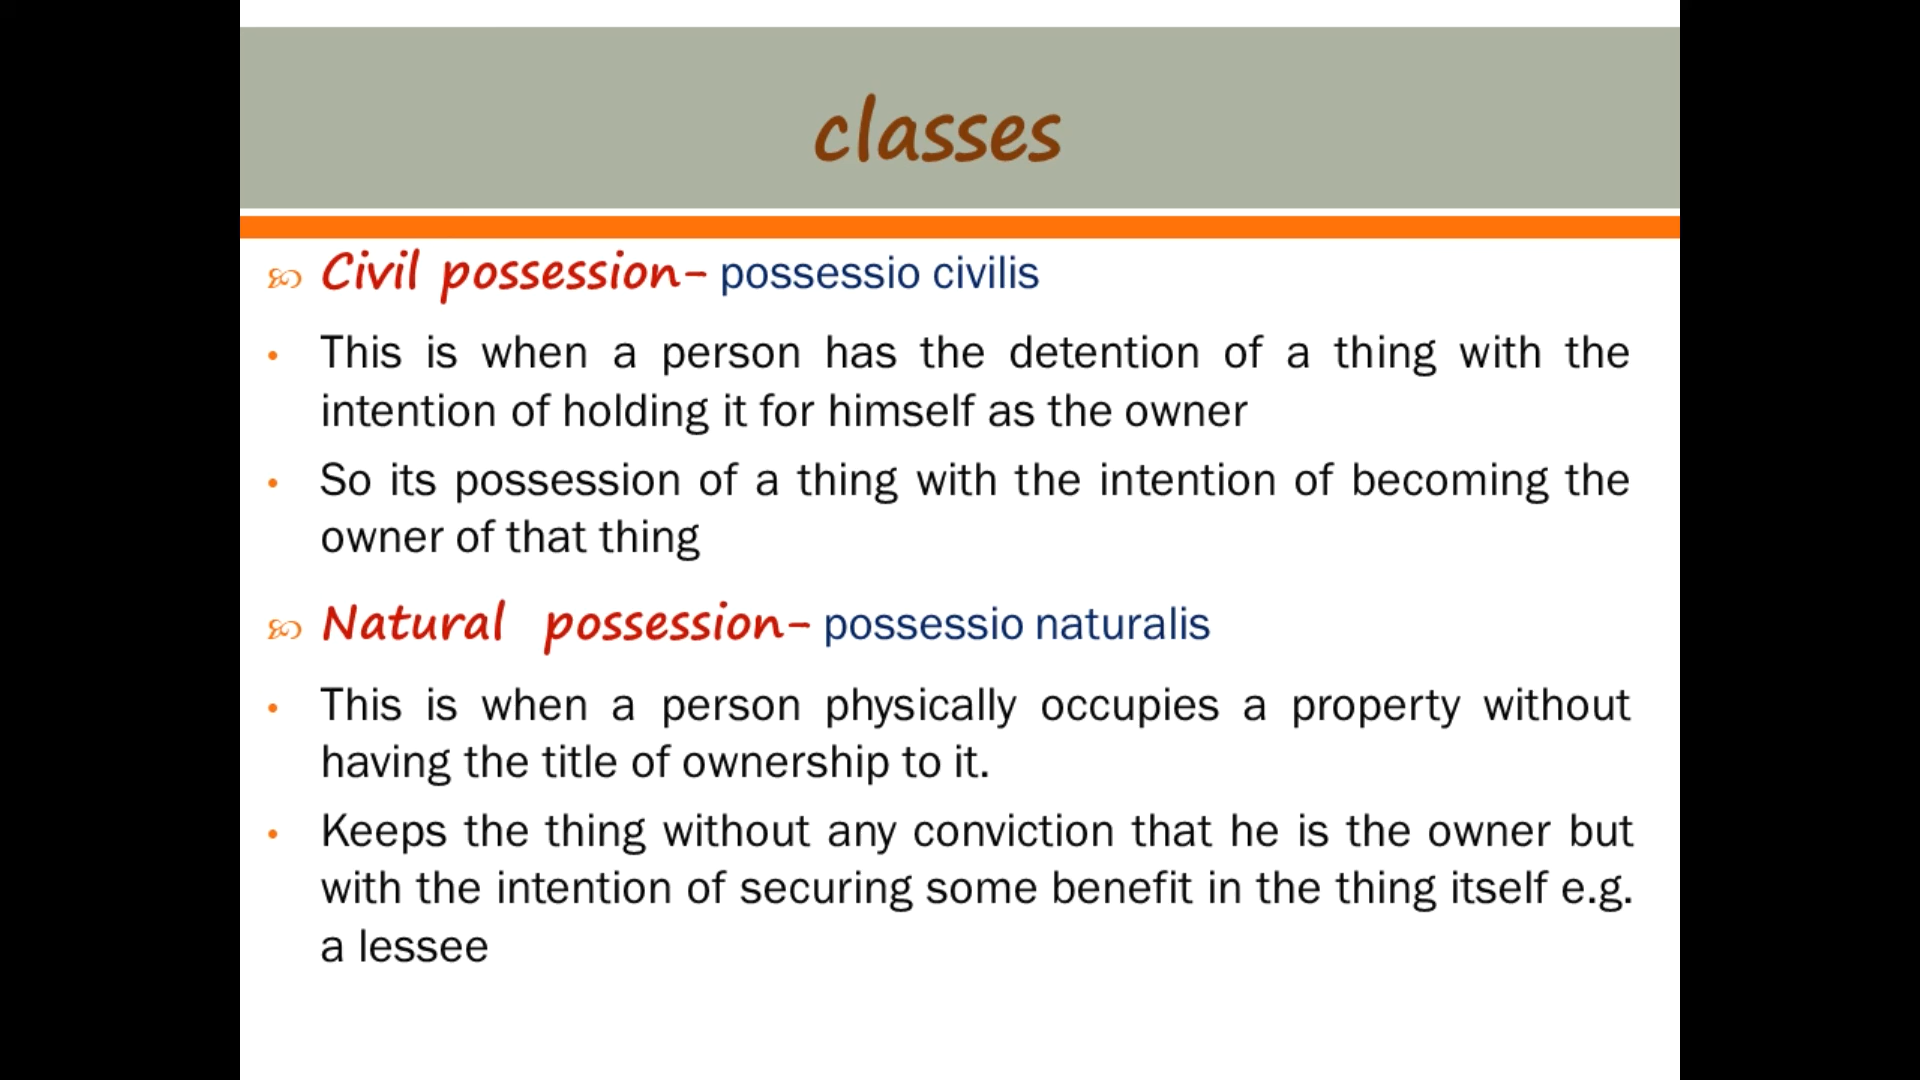 classes
Civil possession- possessio civilis
• This is when a person has the detention of a thing with the
intention of holding it for himself as the owner
• So its possession of a thing with the intention of becoming the
owner of that thing
Natural possession- possessio naturalis
• This is when a person physically occupies a property without
having the title of ownership to it.
• Keeps the thing without any conviction that he is the owner but
with the intention of securing some benefit in the thing itself e.g.
a lessee